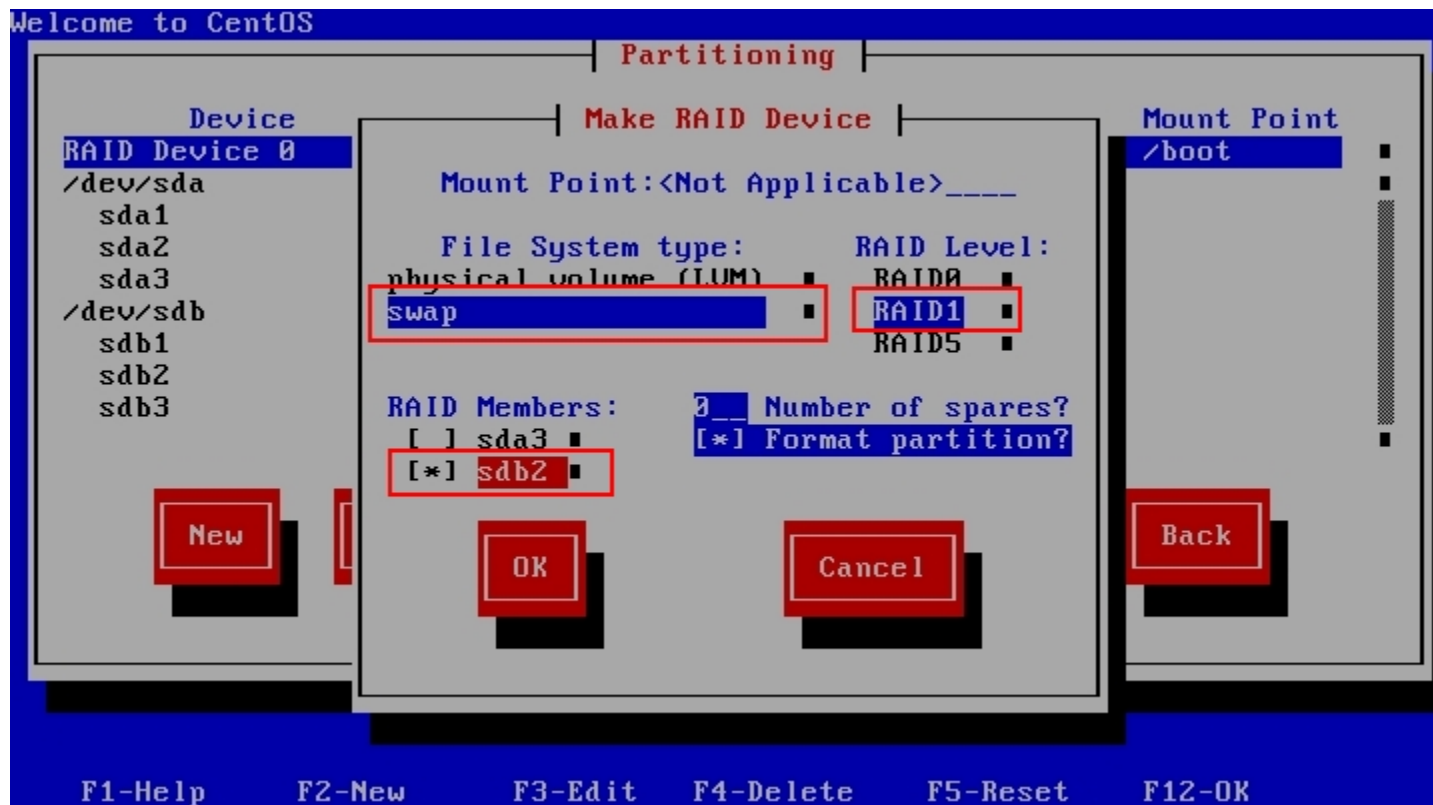 Welcome to CentOS
Partitioning
Device
Mount Point
RAID Device 0
/boot
/dev/sda
sda1
sda2
sda3
/dev/sdb
sdb1
sdb2
sdb3
Make RAID Device
Mount Point:<Not Applicable>____
File System type:
RAID Level:
physical volume (LVM)
RAID0
swap
RAID1
RAID5
RAID Members:
0__ Number of spares?
[ ] sda3
[*] Format partition?
[*] sdb2
New
OK
Cancel
Back
F1-Help F2-New F3-Edit F4-Delete F5-Reset F12-OK